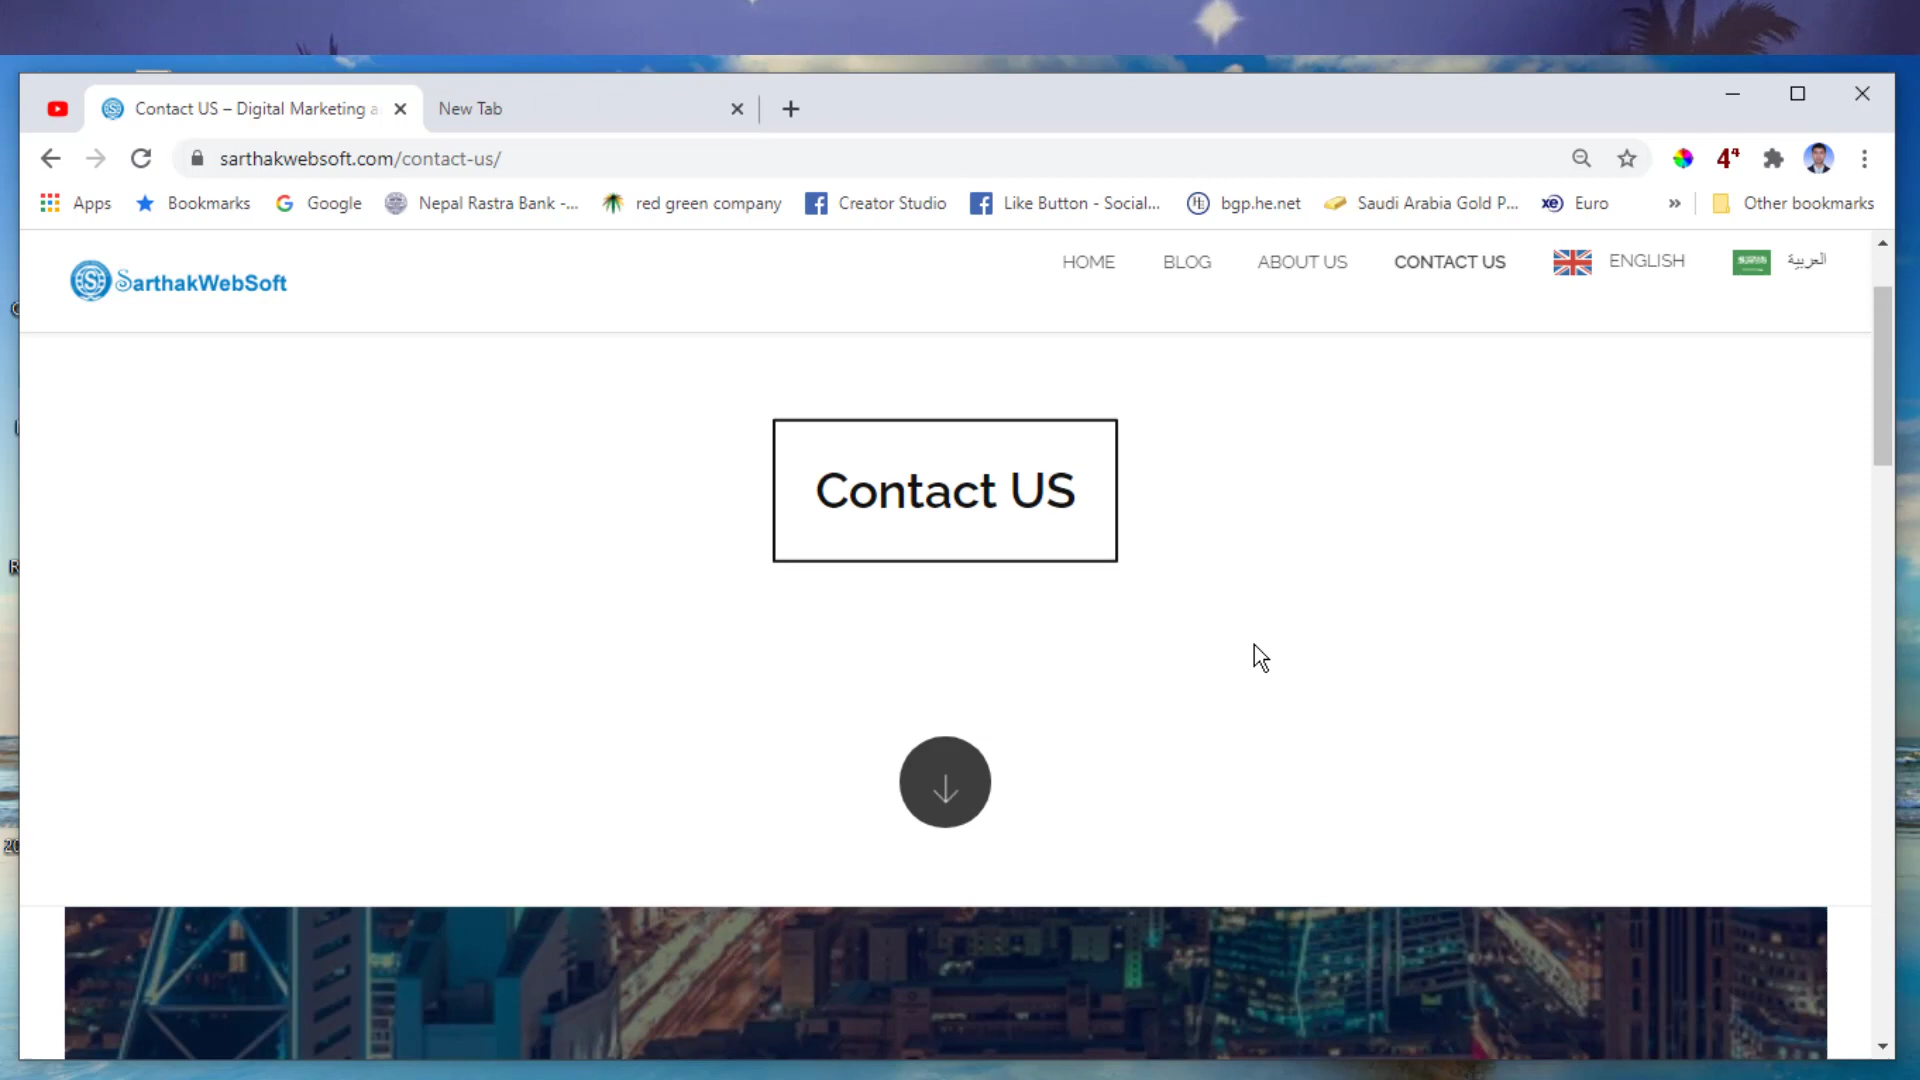 Contact US – Digital Marketing a
New Tab
sarthakwebsoft.com/contact-us/
4⁴
Apps
Bookmarks
Google
Nepal Rastra Bank -...
red green company
Creator Studio
Like Button - Social...
bgp.he.net
Saudi Arabia Gold P...
Euro
»
Other bookmarks
SarthakWebSoft
HOME
BLOG
ABOUT US
CONTACT US
ENGLISH
العربية
Contact US
R
20